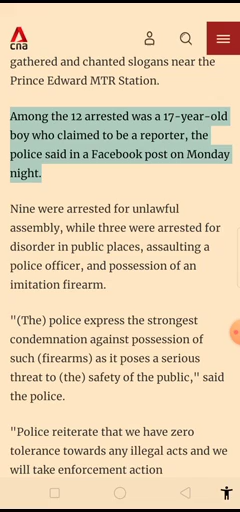 cna
gathered and chanted slogans near the
Prince Edward MTR Station.
Among the 12 arrested was a 17-year-old
boy who claimed to be a reporter, the
police said in a Facebook post on Monday
night.
Nine were arrested for unlawful
assembly, while three were arrested for
disorder in public places, assaulting a
police officer, and possession of an
imitation firearm.
"(The) police express the strongest
condemnation against possession of
such (firearms) as it poses a serious
threat to (the) safety of the public," said
the police.
"Police reiterate that we have zero
tolerance towards any illegal acts and we
will take enforcement action